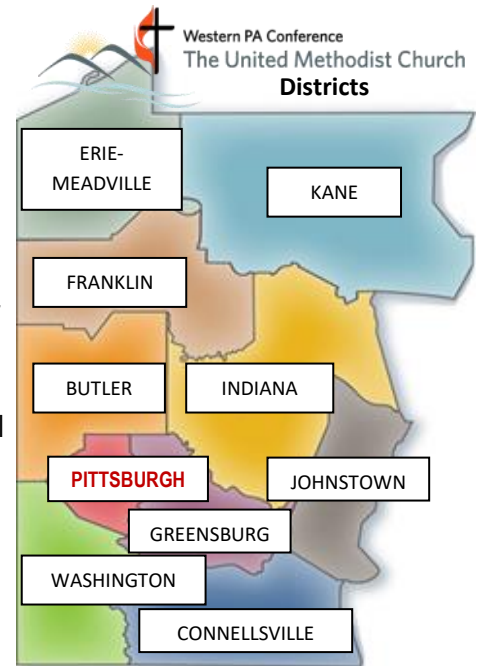 Western PA Conference
The United Methodist Church
Districts
ERIE-
MEADVILLE
KANE
FRANKLIN
BUTLER
INDIANA
PITTSBURGH
JOHNSTOWN
GREENSBURG
WASHINGTON
CONNELLSVILLE